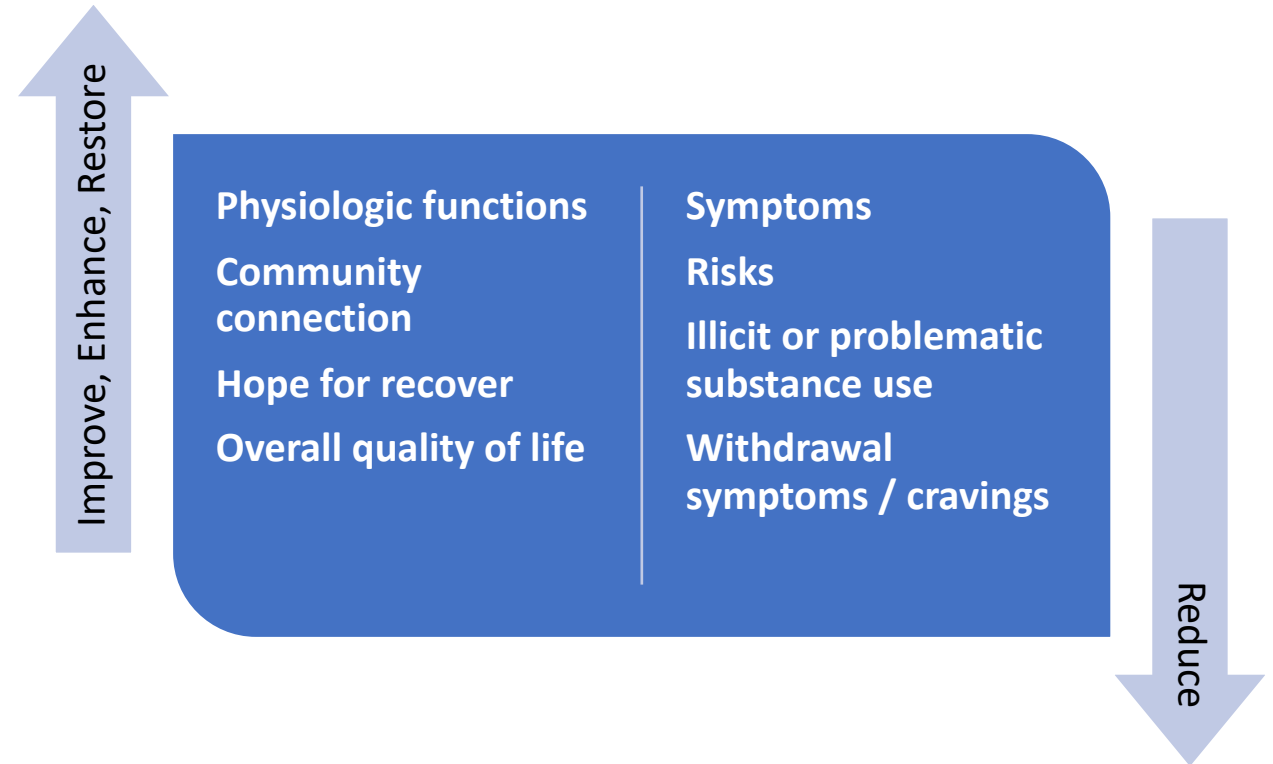 Improve, Enhance, Restore
Physiologic functions
Community
connection
Hope for recover
Overall quality of life
Symptoms
Risks
Illicit or problematic
substance use
Withdrawal
symptoms / cravings
Reduce